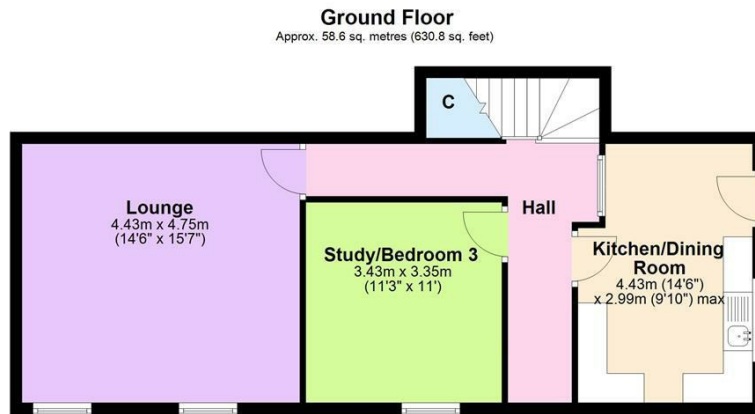 Ground Floor
Approx. 58.6 sq. metres (630.8 sq. feet)
C
Lounge
4.43m x 4.75m
(14'6" x 15'7")
Hall
Study/Bedroom 3
3.43m x 3.35m
(11'3" x 11')
Kitchen/Dining
Room
4.43m (14'6")
x 2.99m (9'10") max